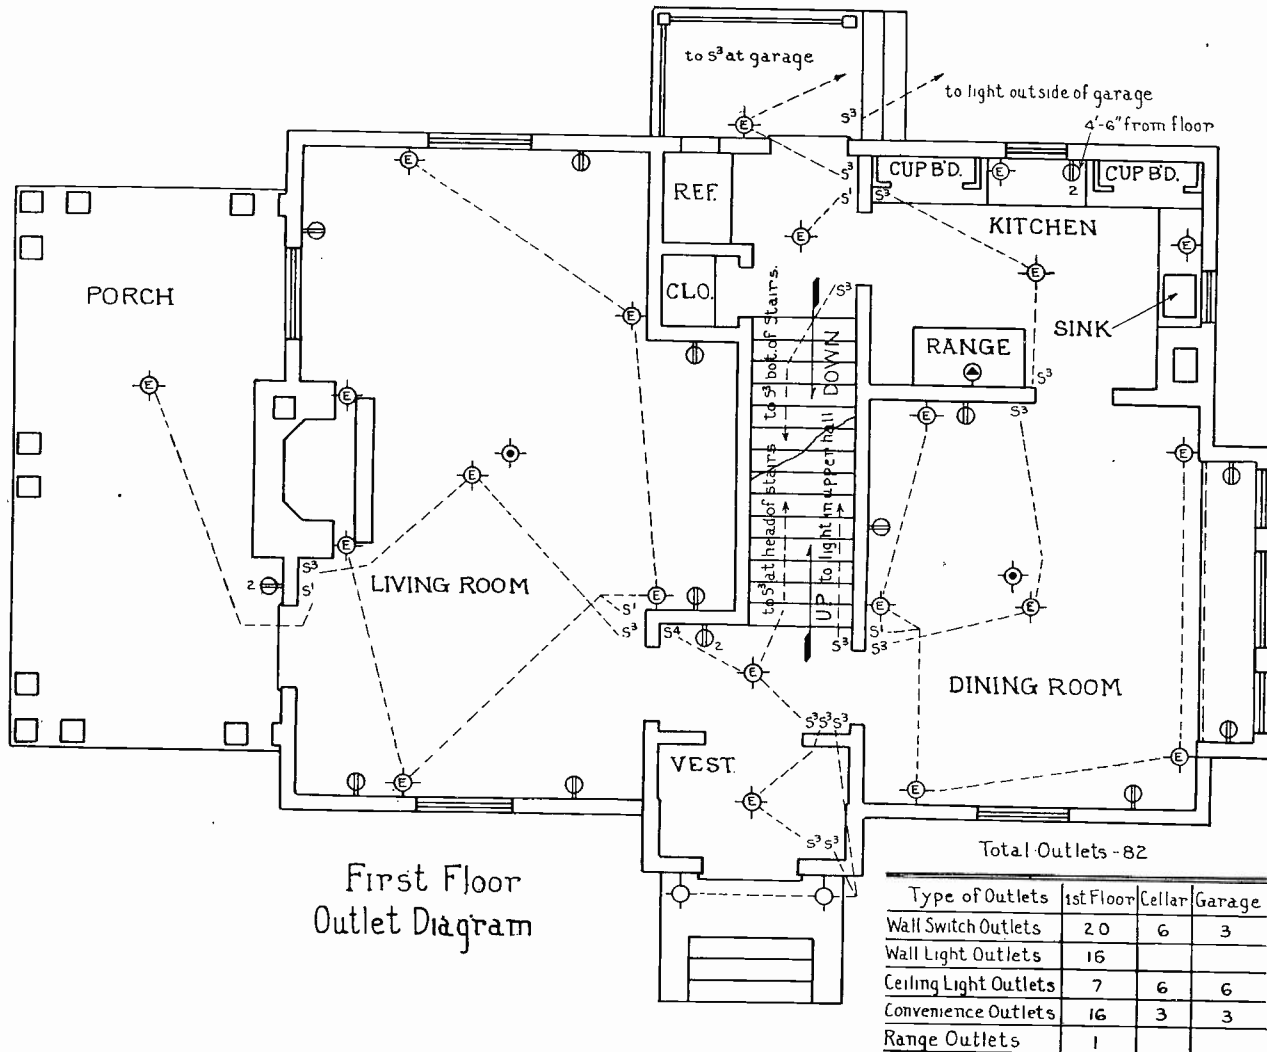 to S³ at garage
to light outside of garage
4'-6" from floor
S³
E
E
S³
S¹
CUP B'D.
S³
E
2
CUP B'D.
REF.
E
KITCHEN
E
E
CLO.
S³
PORCH
E
SINK
RANGE
S³
S³
E
E
E
E
to S³ bot. of stairs.
DOWN
to S³ at head of stairs
UP to light in upper hall
E
E
S³
2
S¹
LIVING ROOM
E
S¹
S³
S4
2
S³
E
S¹
S³
E
E
DINING ROOM
S³ S³ S³
VEST.
E
E
E
E
S³ S³
First Floor
Outlet Diagram
Total Outlets - 82
Type of Outlets 1st Floor Cellar Garage
Wall Switch Outlets 20 6 3
Wall Light Outlets 16
Ceiling Light Outlets 7 6 6
Convenience Outlets 16 3 3
Range Outlets 1